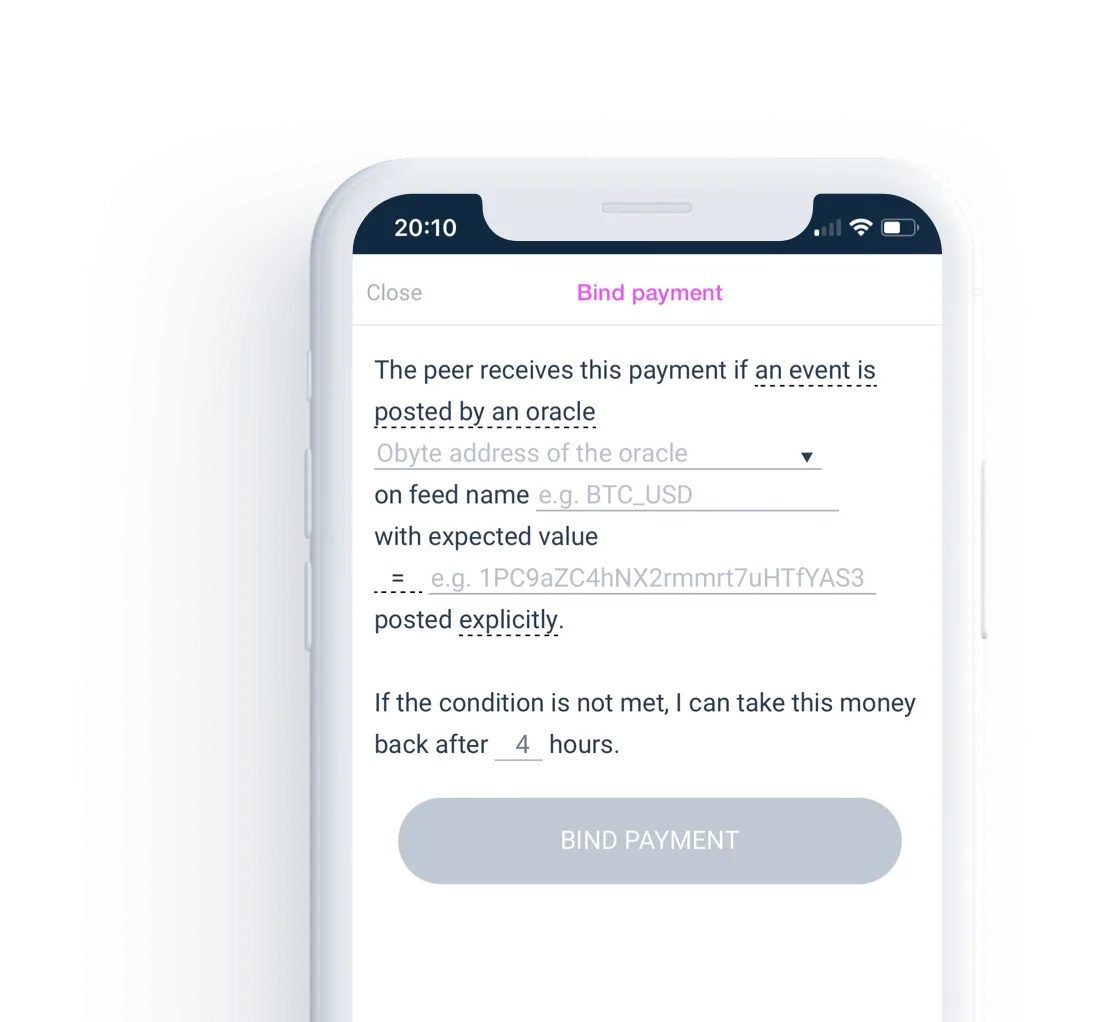 20:10
Close
Bind payment
The peer receives this payment if an event is
posted by an oracle
Obyte address of the oracle
on feed name e.g. BTC_USD
with expected value
= e.g. 1PC9aZC4hNX2rmmrt7uHTfYAS3
posted explicitly.
If the condition is not met, I can take this money
back after 4 hours.
BIND PAYMENT